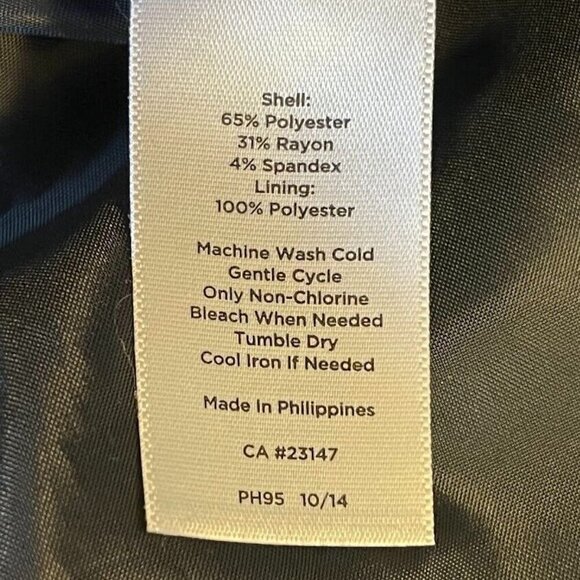 Shell:
65% Polyester
31% Rayon
4% Spandex
Lining:
100% Polyester
Machine Wash Cold
Gentle Cycle
Only Non-Chlorine
Bleach When Needed
Tumble Dry
Cool Iron If Needed
Made In Philippines
CA #23147
PH95 10/14